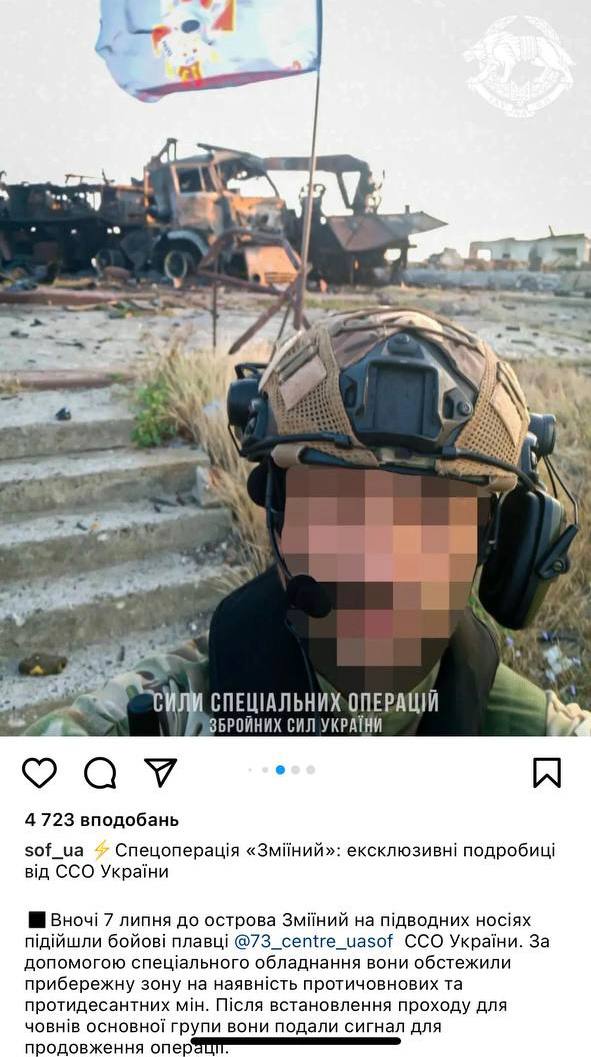 СИЛИ СПЕЦІАЛЬНИХ ОПЕРАЦІЙ
ЗБРОЙНИХ СИЛ УКРАЇНИ
4 723 вподобань
sof_ua ⚡Спецоперація «Зміїний»: ексклюзивні подробиці
від ССО України
⬛Вночі 7 липня до острова Зміїний на підводних носіях
підійшли бойові плавці @73_centre_uasof ССО України. За
допомогою спеціального обладнання вони обстежили
прибережну зону на наявність протичовнових та
протидесантних мін. Після встановлення проходу для
човнів основної групи вони подали сигнал для
продовження операції.